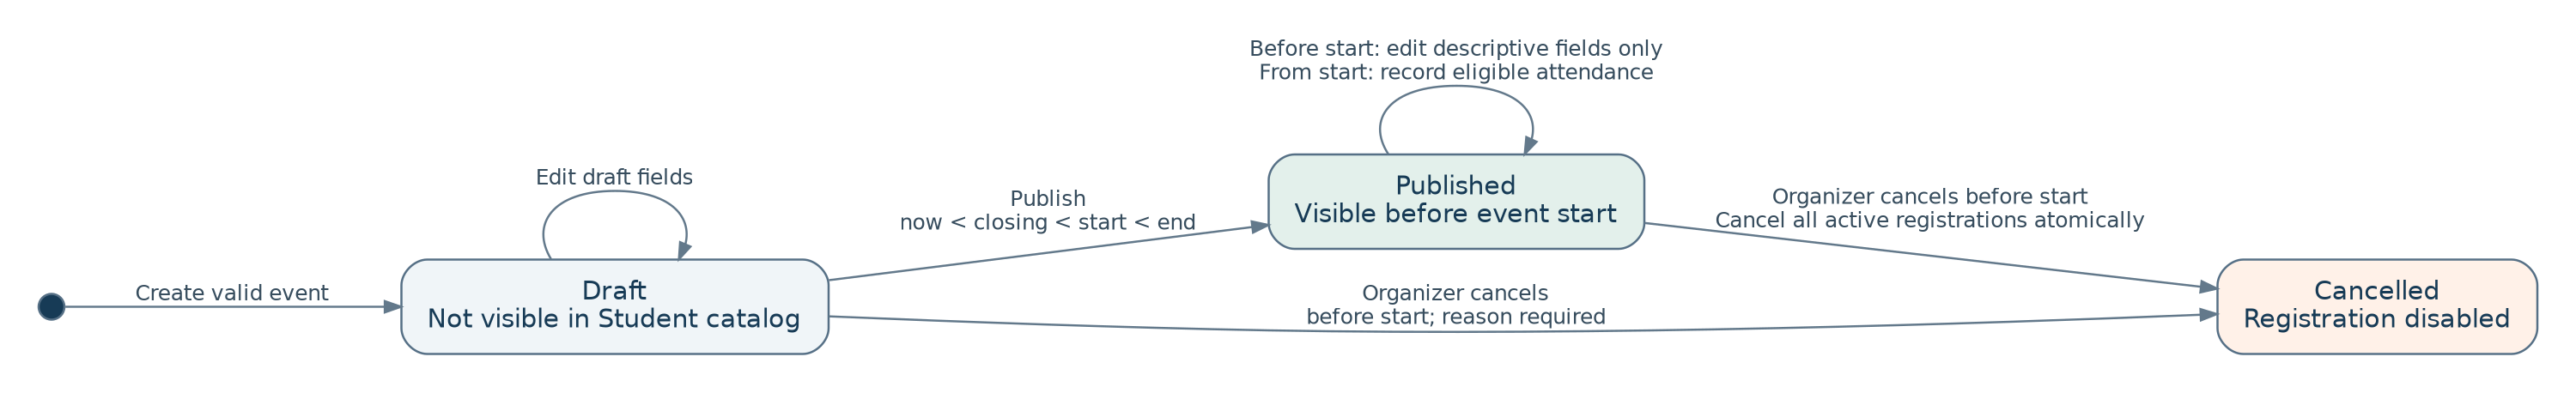 Before start: edit descriptive fields only
From start: record eligible attendance
Edit draft fields
Publish
now < closing < start < end
Published
Visible before event start
Organizer cancels before start
Cancel all active registrations atomically
Create valid event
Draft
Not visible in Student catalog
Organizer cancels
before start; reason required
Cancelled
Registration disabled